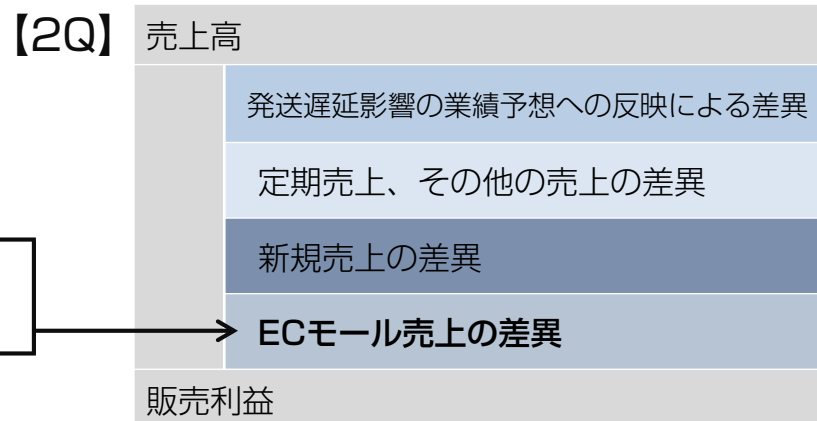 【2Q】 売上高
発送遅延影響の業績予想への反映による差異
定期売上、その他の売上の差異
新規売上の差異
ECモール売上の差異
販売利益